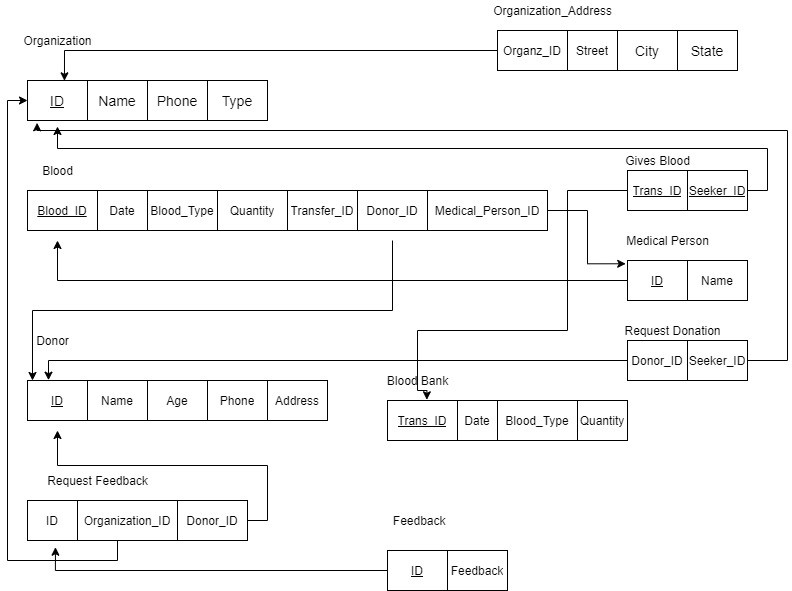 Organization_Address
Organz_ID Street City State
Organization
ID Name Phone Type
Blood
Blood_ID Date Blood_Type Quantity Transfer_ID Donor_ID Medical_Person_ID
Gives Blood
Trans_ID Seeker_ID
Medical Person
ID Name
Request Donation
Donor_ID Seeker_ID
Donor
ID Name Age Phone Address
Blood Bank
Trans_ID Date Blood_Type Quantity
Request Feedback
ID Organization_ID Donor_ID
Feedback
ID Feedback